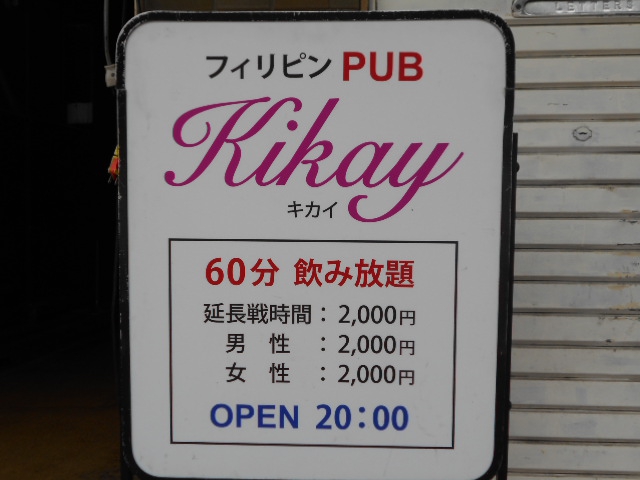 LETTERS
フィリピン PUB
Kikay
キカイ
60分 飲み放題
延長戦時間：2,000円
男 性 ：2,000円
女 性 ：2,000円
OPEN 20：00